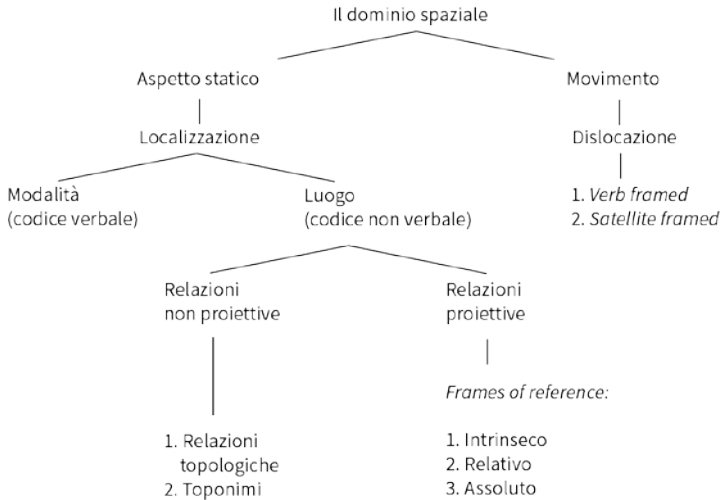 Il dominio spaziale
Aspetto statico
Movimento
Localizzazione
Dislocazione
Modalità
(codice verbale)
Luogo
(codice non verbale)
1. Verb framed
2. Satellite framed
Relazioni
non proiettive
Relazioni
proiettive
Frames of reference:
1. Relazioni
topologiche
2. Toponimi
1. Intrinseco
2. Relativo
3. Assoluto